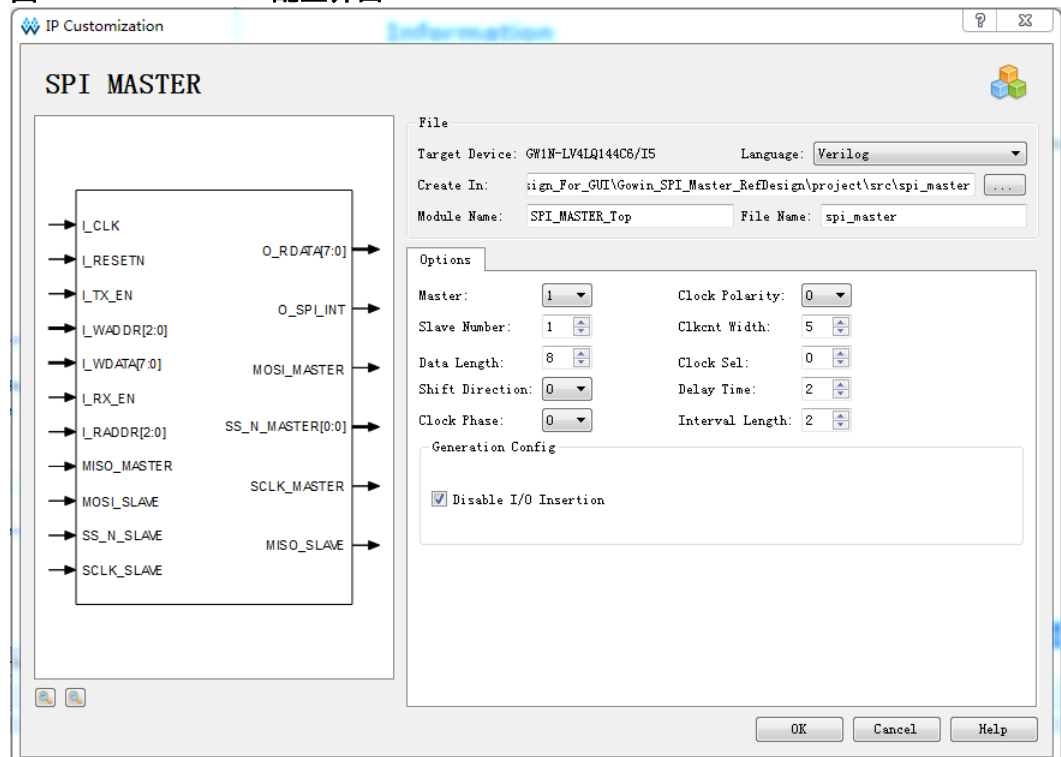 IP Customization
Information
SPI MASTER
I_CLK
I_RESETN
I_TX_EN
I_WADDR[2:0]
I_WDATA[7:0]
I_RX_EN
I_RADDR[2:0]
MISO_MASTER
MOSI_SLAVE
SS_N_SLAVE
SCLK_SLAVE
O_RDATA[7:0]
O_SPI_INT
MOSI_MASTER
SS_N_MASTER[0:0]
SCLK_MASTER
MISO_SLAVE
File
Target Device: GW1N-LV4LQ144C6/I5 Language: Verilog
Create In: sign_For_GUI\Gowin_SPI_Master_RefDesign\project\src\spi_master ...
Module Name: SPI_MASTER_Top File Name: spi_master
Options
Master: 1 Clock Polarity: 0
Slave Number: 1 Clkcnt Width: 5
Data Length: 8 Clock Sel: 0
Shift Direction: 0 Delay Time: 2
Clock Phase: 0 Interval Length: 2
Generation Config
Disable I/O Insertion
OK Cancel Help